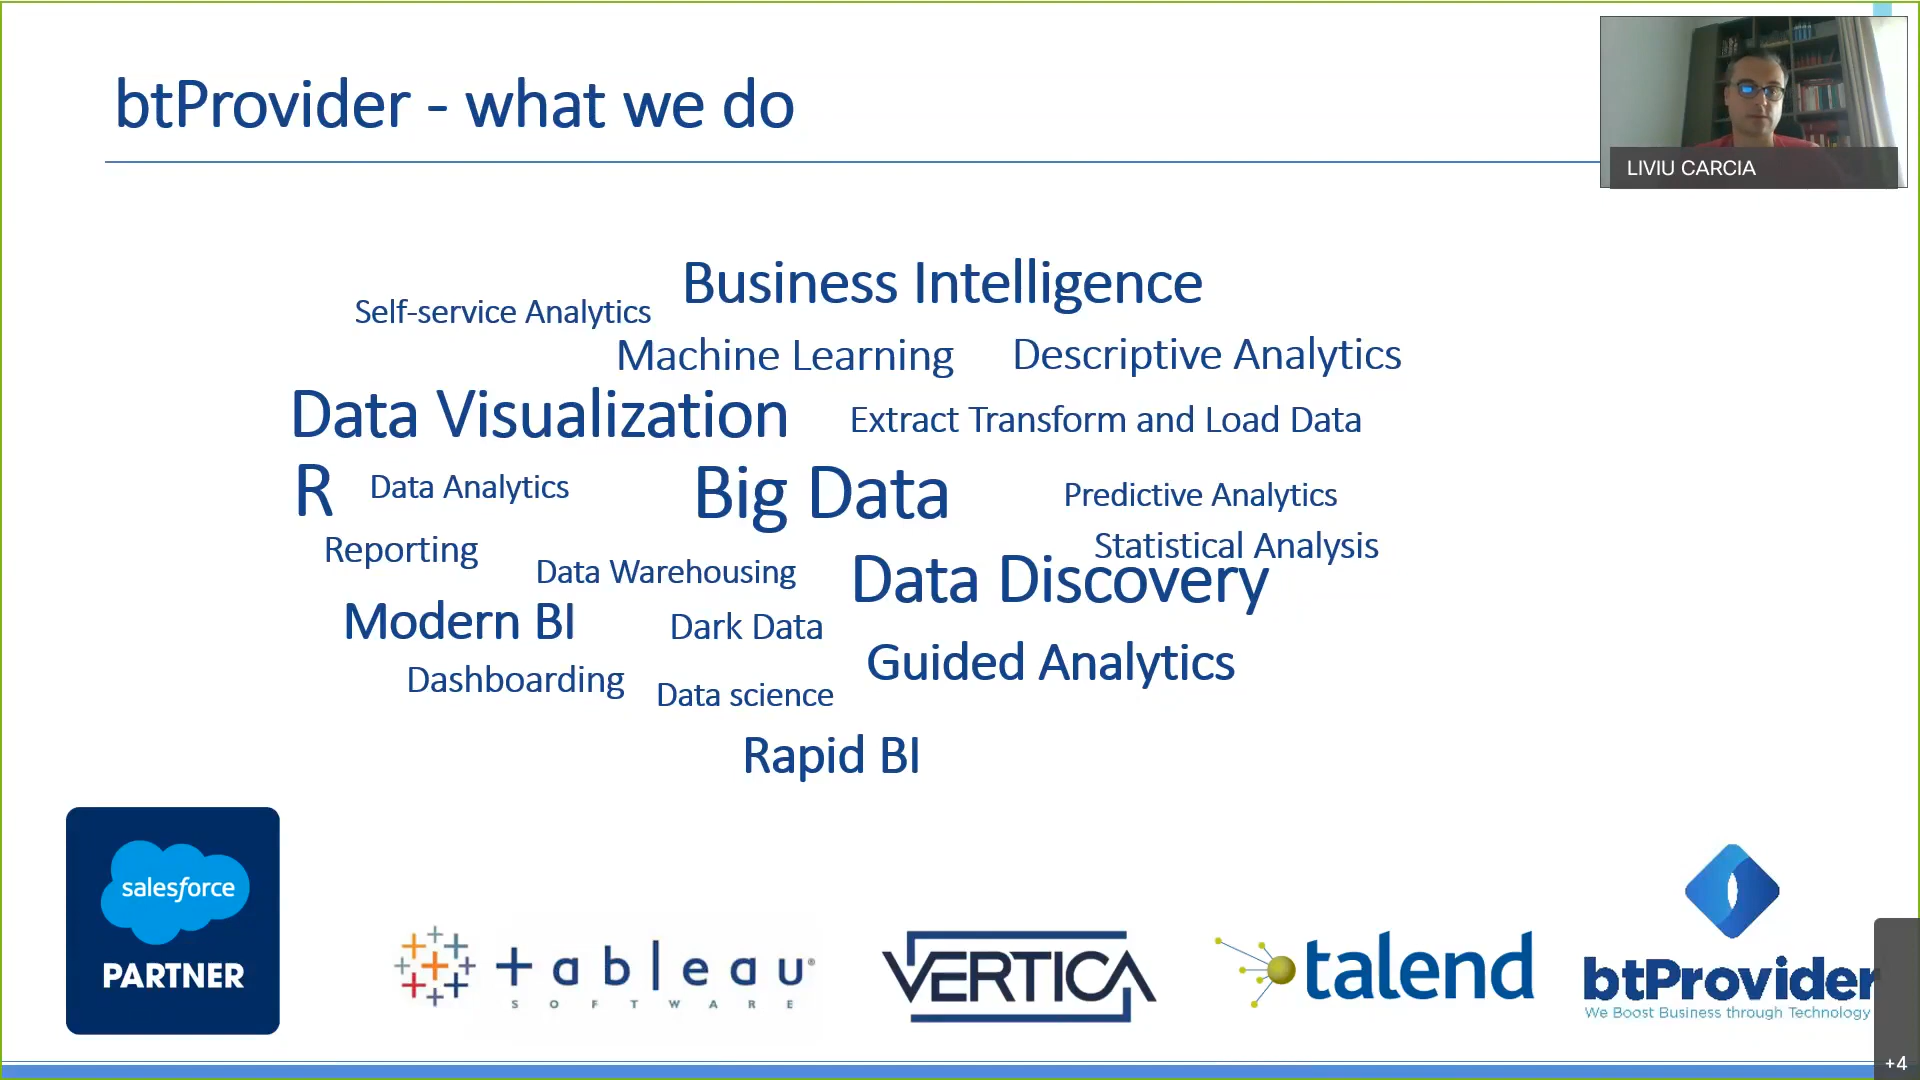 btProvider - what we do
LIVIU CARCIA
Business Intelligence
Self-service Analytics
Machine Learning
Descriptive Analytics
Data Visualization
Extract Transform and Load Data
R
Data Analytics
Big Data
Predictive Analytics
Reporting
Data Warehousing
Statistical Analysis
Data Discovery
Modern BI
Dark Data
Guided Analytics
Dashboarding
Data science
Rapid BI
salesforce
PARTNER
+ableau®
SOFTWARE
VERTICA
talend
btProvider
We Boost Business through Technology
+4